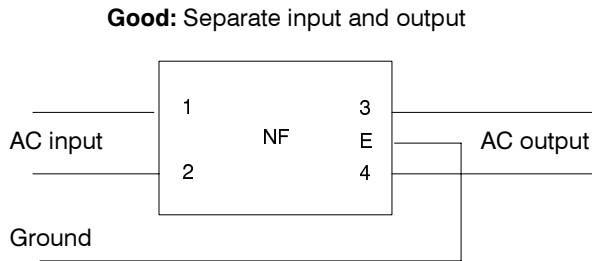 Good: Separate input and output
1 3
AC input NF E AC output
2 4
Ground